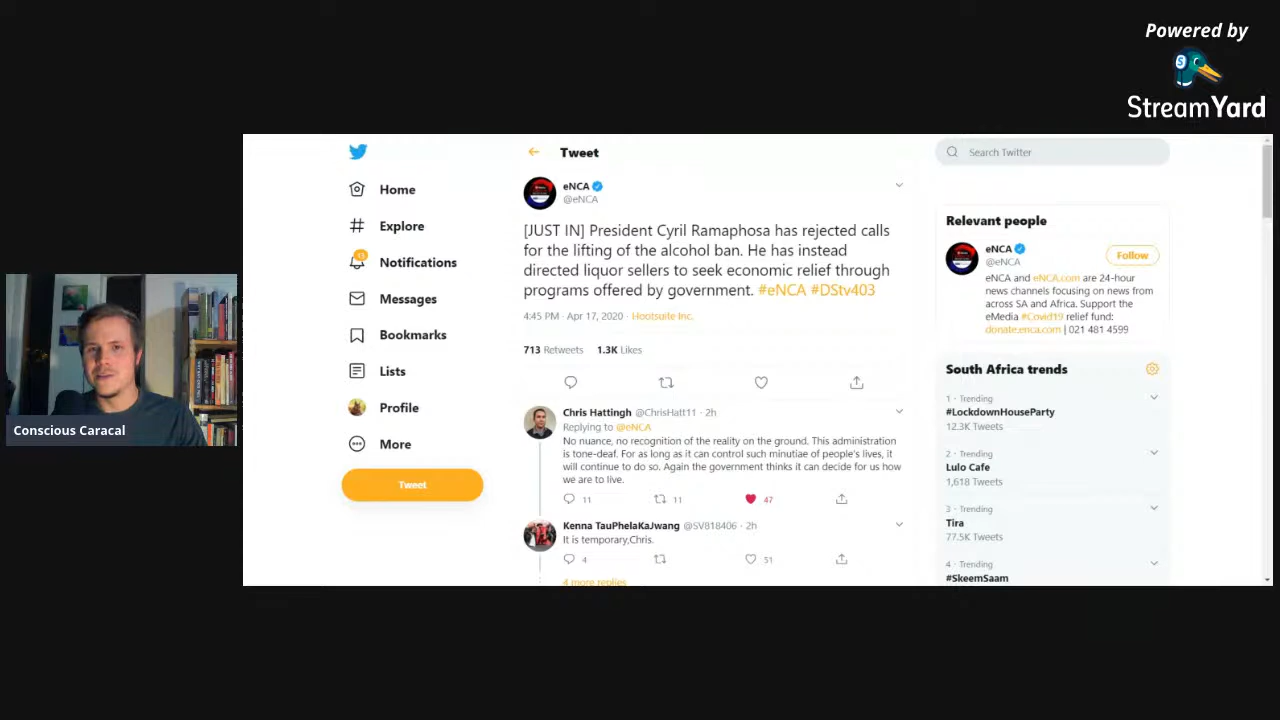 Powered by
StreamYard
Conscious Caracal
Home
Explore
Notifications
Messages
Bookmarks
Lists
Profile
More
Tweet
Tweet
eNCA
@eNCA
[JUST IN] President Cyril Ramaphosa has rejected calls
for the lifting of the alcohol ban. He has instead
directed liquor sellers to seek economic relief through
programs offered by government. #eNCA #DStv403
4:45 PM · Apr 17, 2020 · Hootsuite Inc.
713 Retweets 1.3K Likes
Chris Hattingh @ChrisHatt11 · 2h
Replying to @eNCA
No nuance, no recognition of the reality on the ground. This administration
is tone-deaf. For as long as it can control such minutiae of people's lives, it
will continue to do so. Again the government thinks it can decide for us how
we are to live.
11 11 47
Kenna TauPhelaKaJwang @SV818406 · 2h
It is temporary,Chris.
4 51
4 more replies
Search Twitter
Relevant people
eNCA
@eNCA
Follow
eNCA and eNCA.com are 24-hour
news channels focusing on news from
across SA and Africa. Support the
eMedia #Covid19 relief fund:
donate.enca.com | 021 481 4599
South Africa trends
1 · Trending
#LockdownHouseParty
12.3K Tweets
2 · Trending
Lulo Cafe
1,618 Tweets
3 · Trending
Tira
77.5K Tweets
4 · Trending
#SkeemSaam